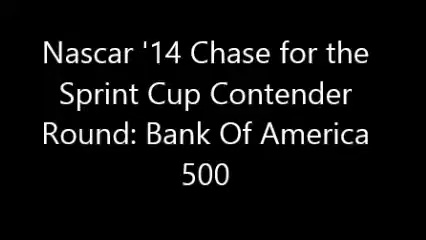 Nascar '14 Chase for the
Sprint Cup Contender
Round: Bank Of America
500